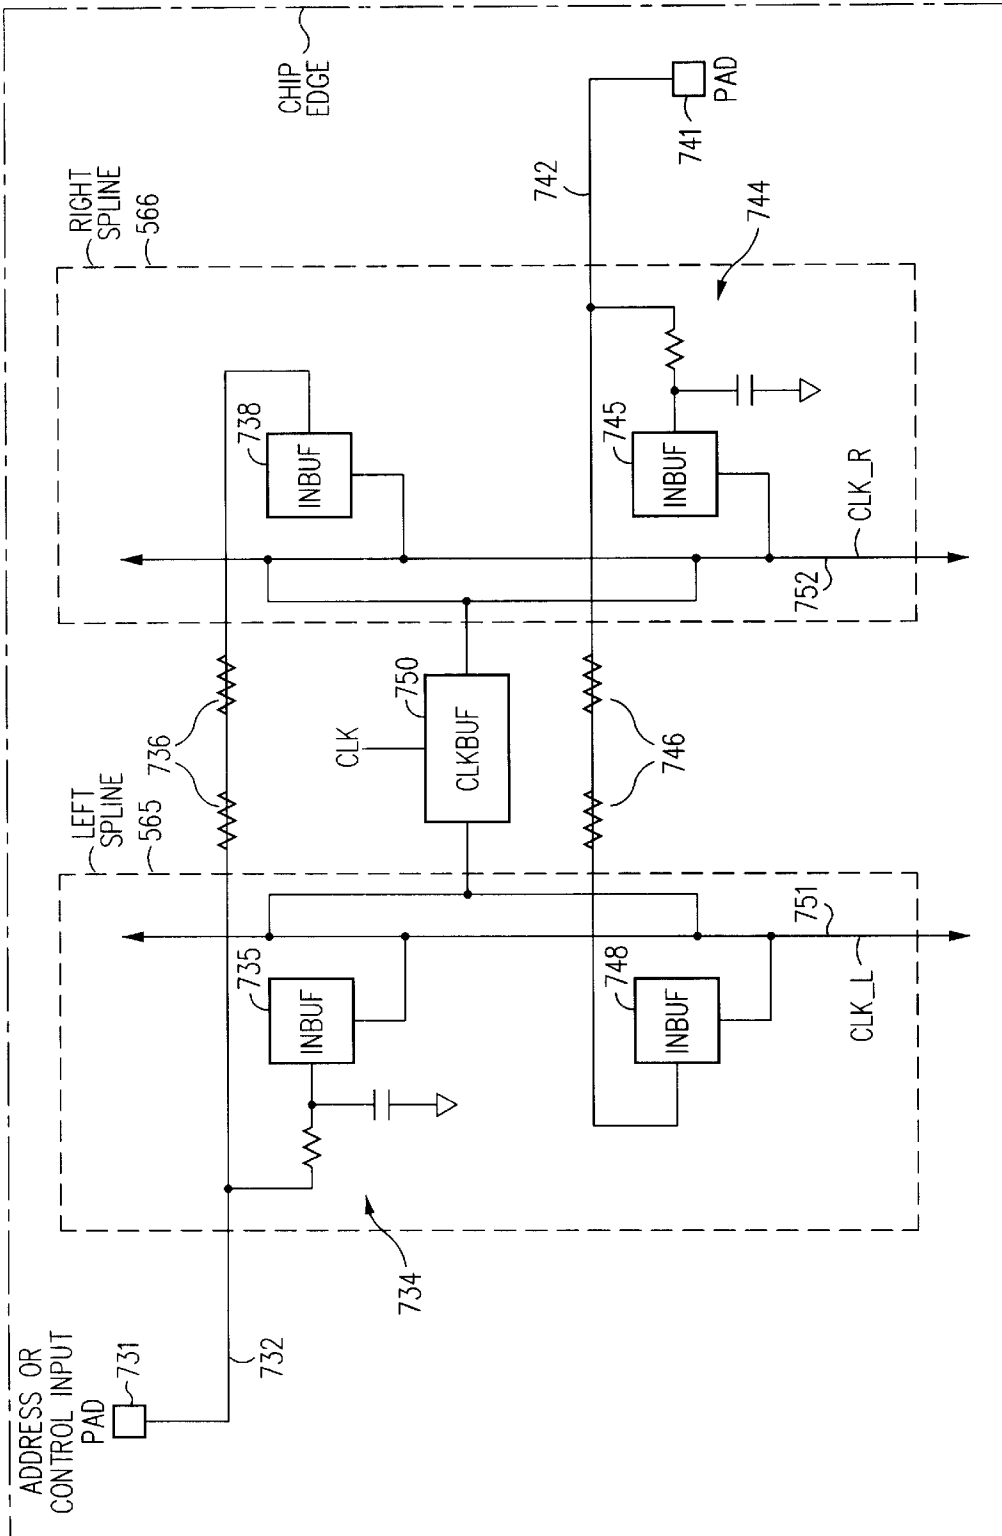 CHIP
EDGE
ADDRESS OR
CONTROL INPUT
PAD
731
732
LEFT
SPLINE
565
RIGHT
SPLINE
566
736
738
INBUF
735
INBUF
734
CLK
750
CLKBUF
742
741
PAD
744
745
INBUF
746
748
INBUF
751
CLK_L
752
CLK_R